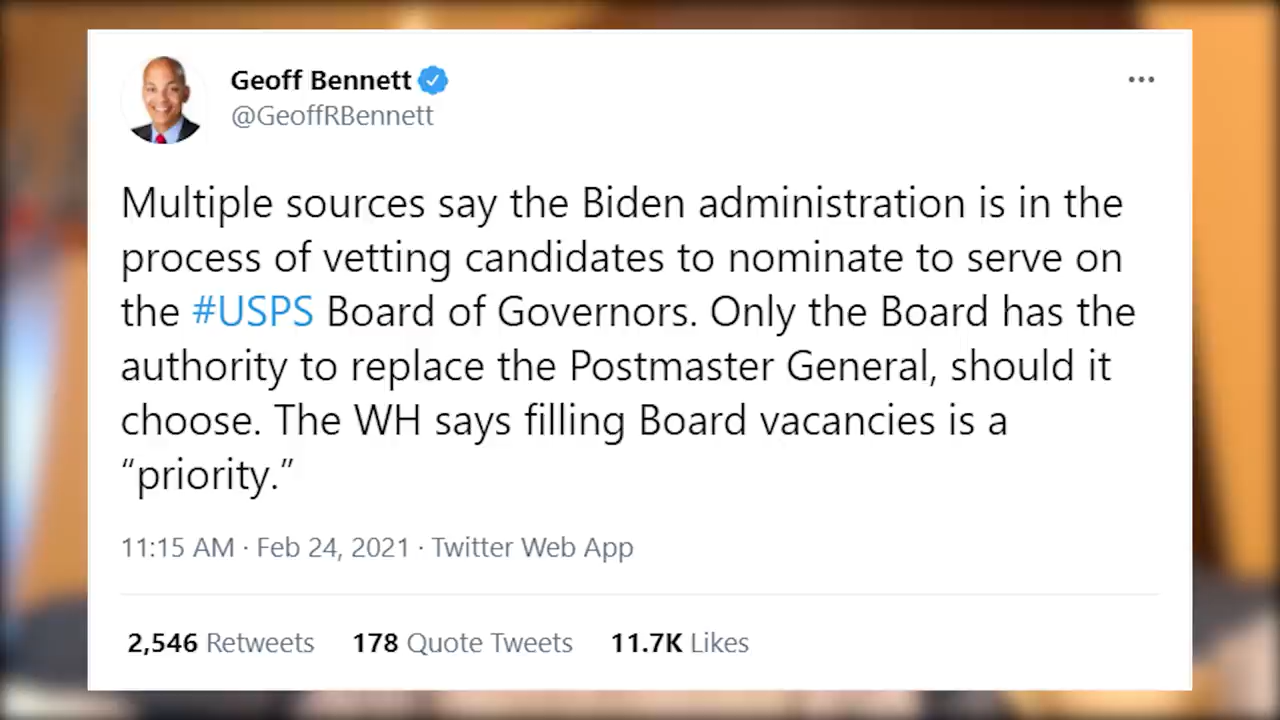 Geoff Bennett
@GeoffRBennett
Multiple sources say the Biden administration is in the
process of vetting candidates to nominate to serve on
the #USPS Board of Governors. Only the Board has the
authority to replace the Postmaster General, should it
choose. The WH says filling Board vacancies is a
“priority.”
11:15 AM · Feb 24, 2021 · Twitter Web App
2,546 Retweets 178 Quote Tweets 11.7K Likes